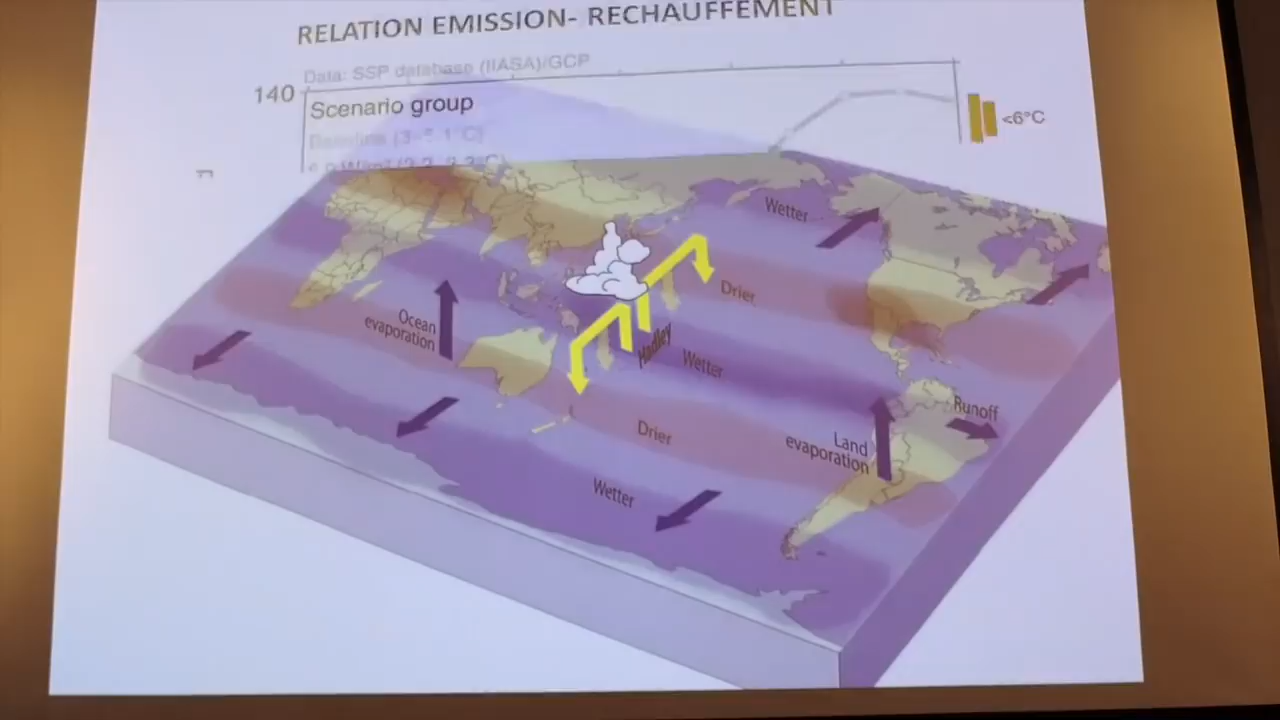 RELATION EMISSION- RECHAUFFEMENT
Data: SSP database (IIASA)/GCP
140
Scenario group
<6°C
Wetter
Drier
Ocean
evaporation
Hadley
Wetter
Runoff
Drier
Land
evaporation
Wetter